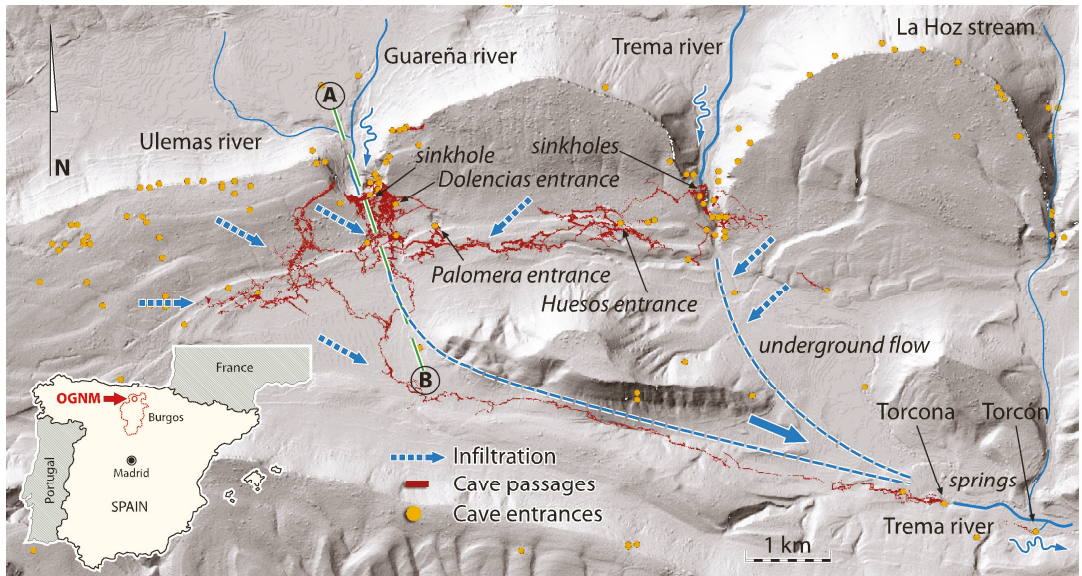 La Hoz stream
Trema river
Guareña river
A
Ulemas river
sinkhole
sinkholes
N
Dolencias entrance
Palomera entrance
Huesos entrance
underground flow
B
France
OGNM
Burgos
Torcona
Torcón
Portugal
Madrid
SPAIN
Infiltration
Cave passages
Cave entrances
springs
Trema river
1 km